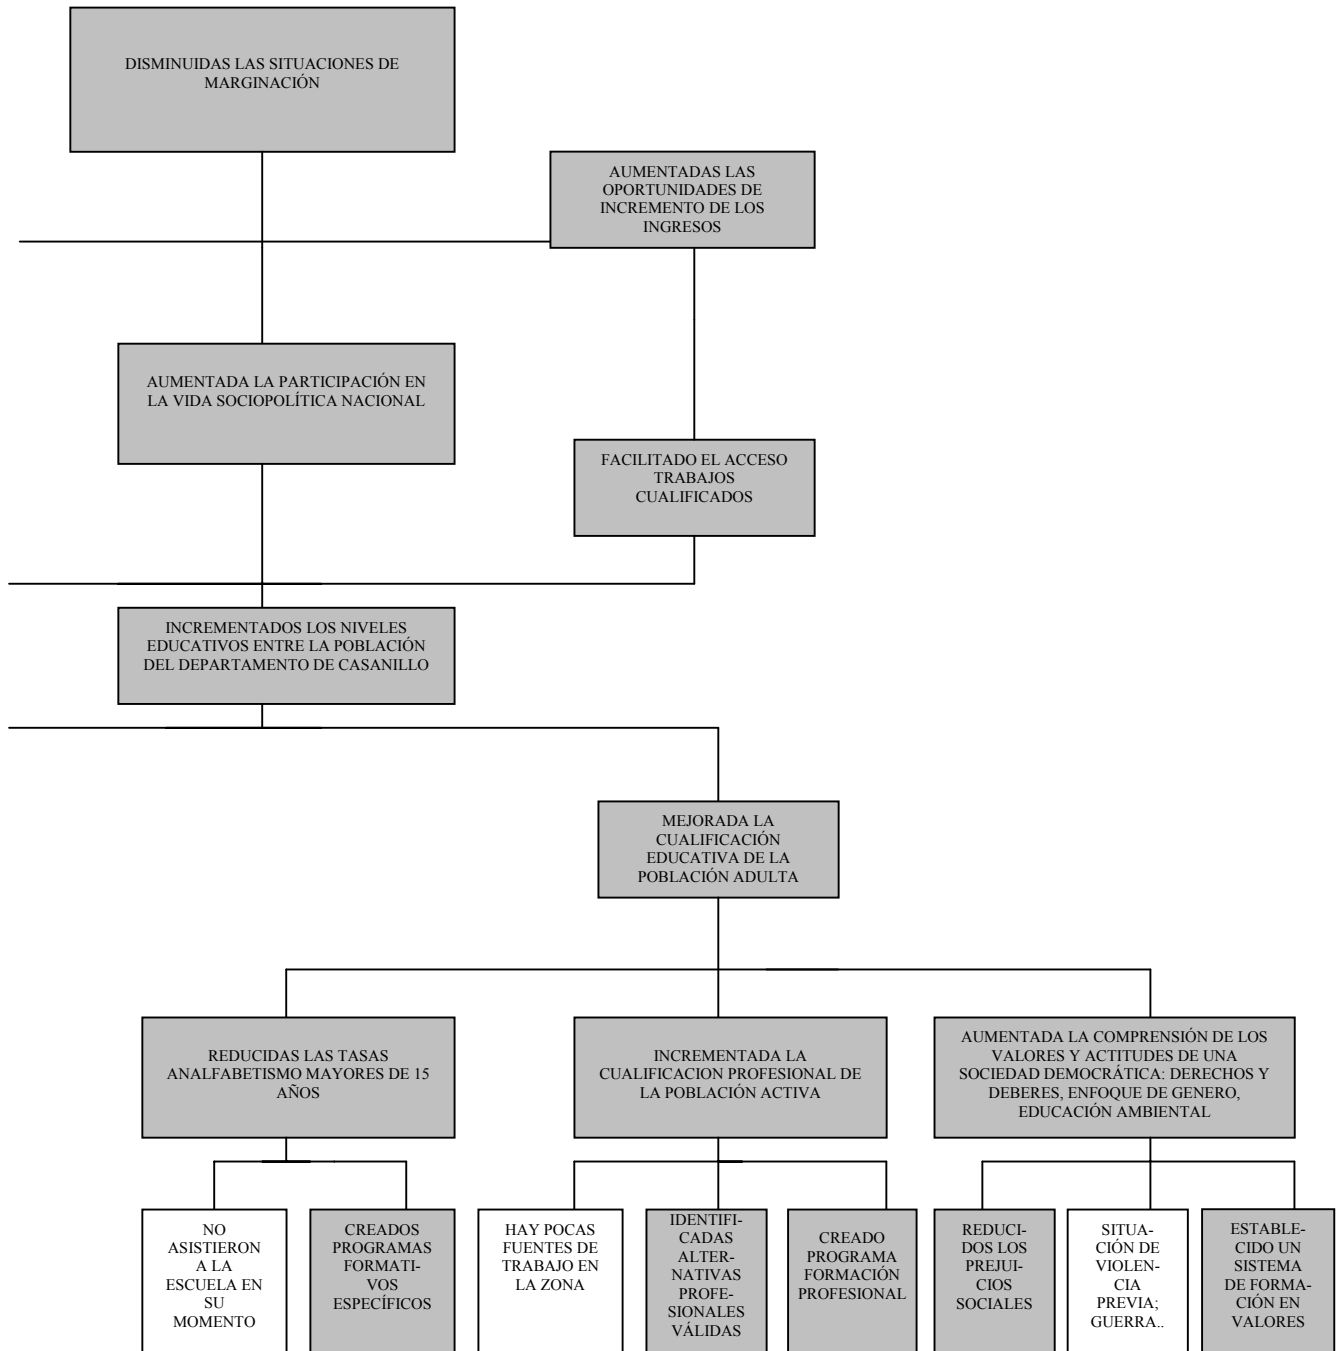 DISMINUIDAS LAS SITUACIONES DE
MARGINACIÓN
AUMENTADAS LAS
OPORTUNIDADES DE
INCREMENTO DE LOS
INGRESOS
AUMENTADA LA PARTICIPACIÓN EN
LA VIDA SOCIOPOLÍTICA NACIONAL
FACILITADO EL ACCESO
TRABAJOS
CUALIFICADOS
INCREMENTADOS LOS NIVELES
EDUCATIVOS ENTRE LA POBLACIÓN
DEL DEPARTAMENTO DE CASANILLO
MEJORADA LA
CUALIFICACIÓN
EDUCATIVA DE LA
POBLACIÓN ADULTA
REDUCIDAS LAS TASAS
ANALFABETISMO MAYORES DE 15
AÑOS
INCREMENTADA LA
CUALIFICACION PROFESIONAL DE
LA POBLACIÓN ACTIVA
AUMENTADA LA COMPRENSIÓN DE LOS
VALORES Y ACTITUDES DE UNA
SOCIEDAD DEMOCRÁTICA: DERECHOS Y
DEBERES, ENFOQUE DE GENERO,
EDUCACIÓN AMBIENTAL
NO
ASISTIERON
A LA
ESCUELA EN
SU
MOMENTO
CREADOS
PROGRAMAS
FORMATI-
VOS
ESPECÍFICOS
HAY POCAS
FUENTES DE
TRABAJO EN
LA ZONA
IDENTIFI-
CADAS
ALTER-
NATIVAS
PROFE-
SIONALES
VÁLIDAS
CREADO
PROGRAMA
FORMACIÓN
PROFESIONAL
REDUCI-
DOS LOS
PREJUI-
CIOS
SOCIALES
SITUA-
CIÓN DE
VIOLEN-
CIA
PREVIA;
GUERRA..
ESTABLE-
CIDO UN
SISTEMA
DE FORMA-
CIÓN EN
VALORES